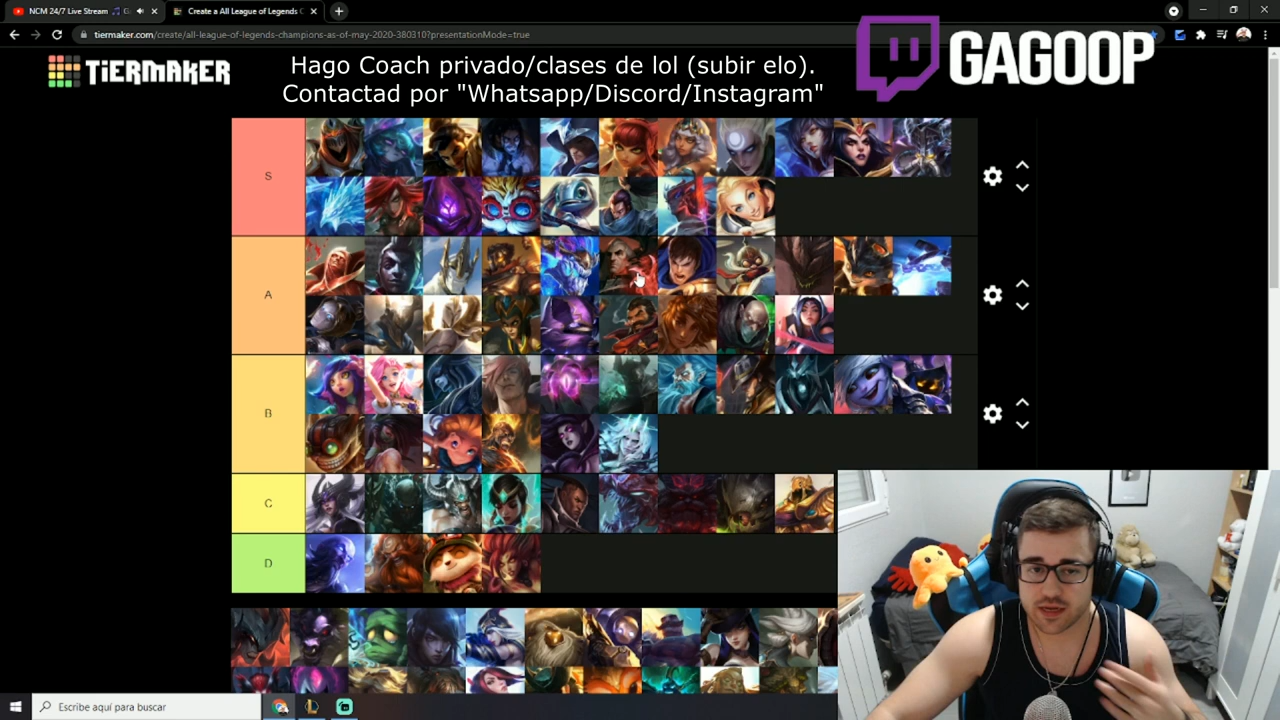 NCM 24/7 Live Stream
Create a All League of Legends C
tiermaker.com/create/all-league-of-legends-champions-as-of-may-2020-380310?presentationMode=true
TIERMAKER
Hago Coach privado/clases de lol (subir elo).
Contactad por "Whatsapp/Discord/Instagram"
GAGOOP
S
A
B
C
D
Escribe aquí para buscar